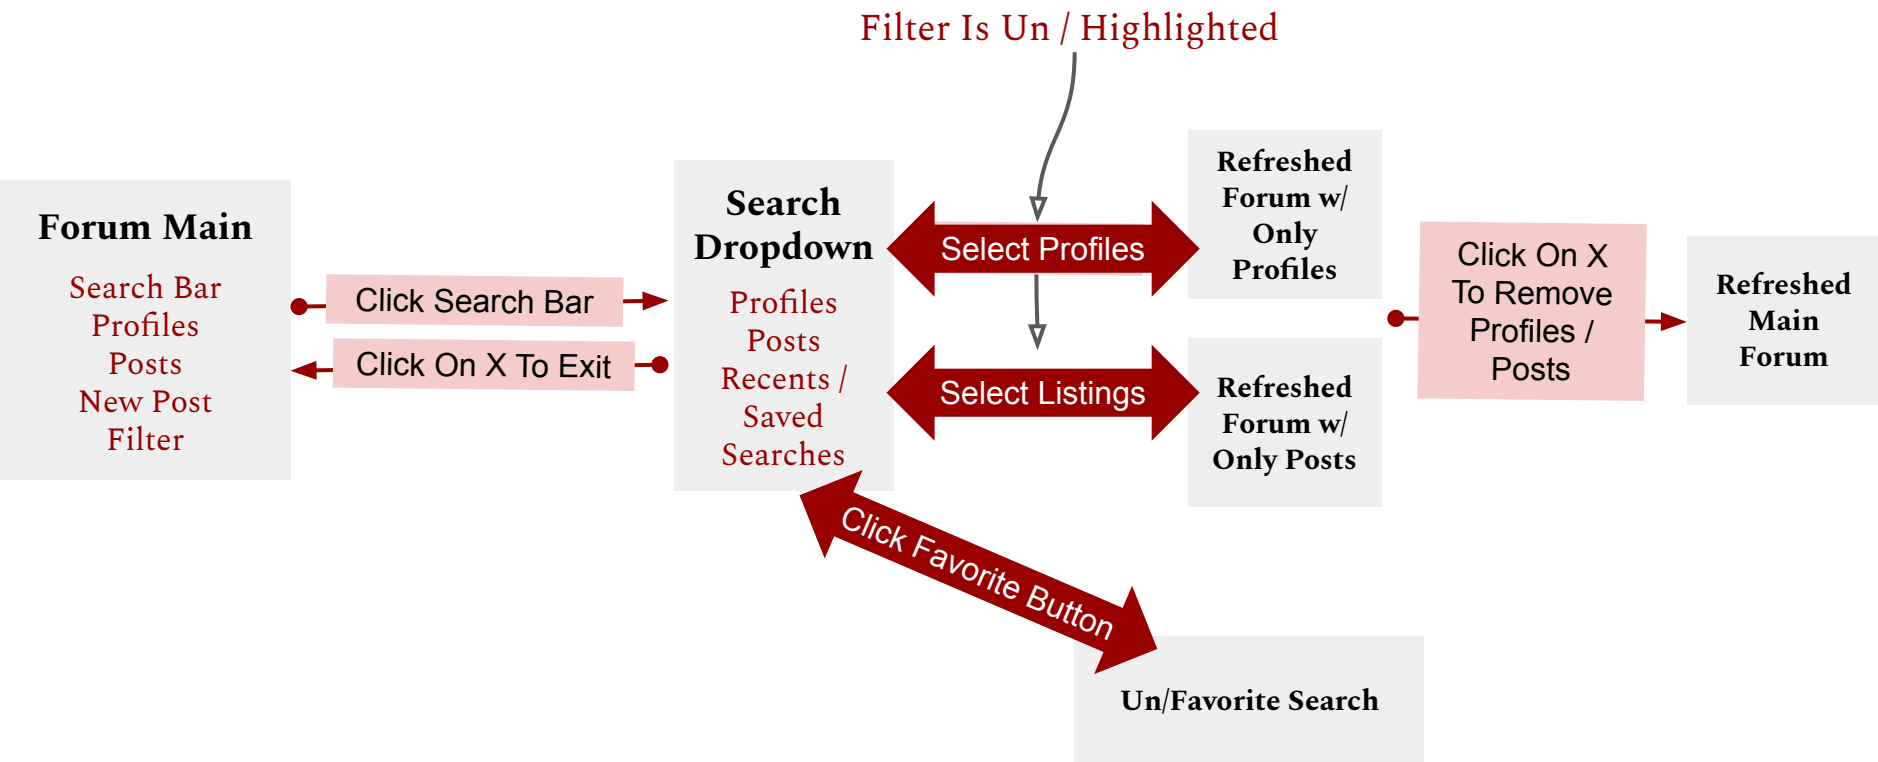 Filter Is Un / Highlighted
Forum Main
Search Bar
Profiles
Posts
New Post
Filter
Click Search Bar
Click On X To Exit
Search
Dropdown
Profiles
Posts
Recents /
Saved
Searches
Select Profiles
Select Listings
Click Favorite Button
Refreshed
Forum w/
Only
Profiles
Refreshed
Forum w/
Only Posts
Click On X
To Remove
Profiles /
Posts
Refreshed
Main
Forum
Un/Favorite Search